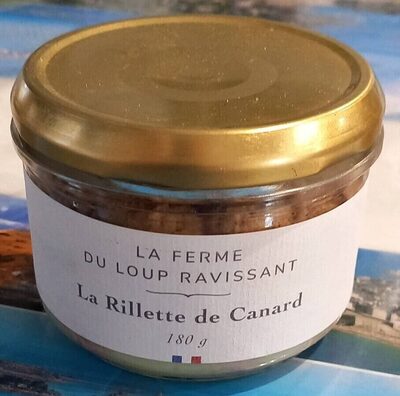 LA FERME
DU LOUP RAVISSANT
La Rillette de Canard
180 g